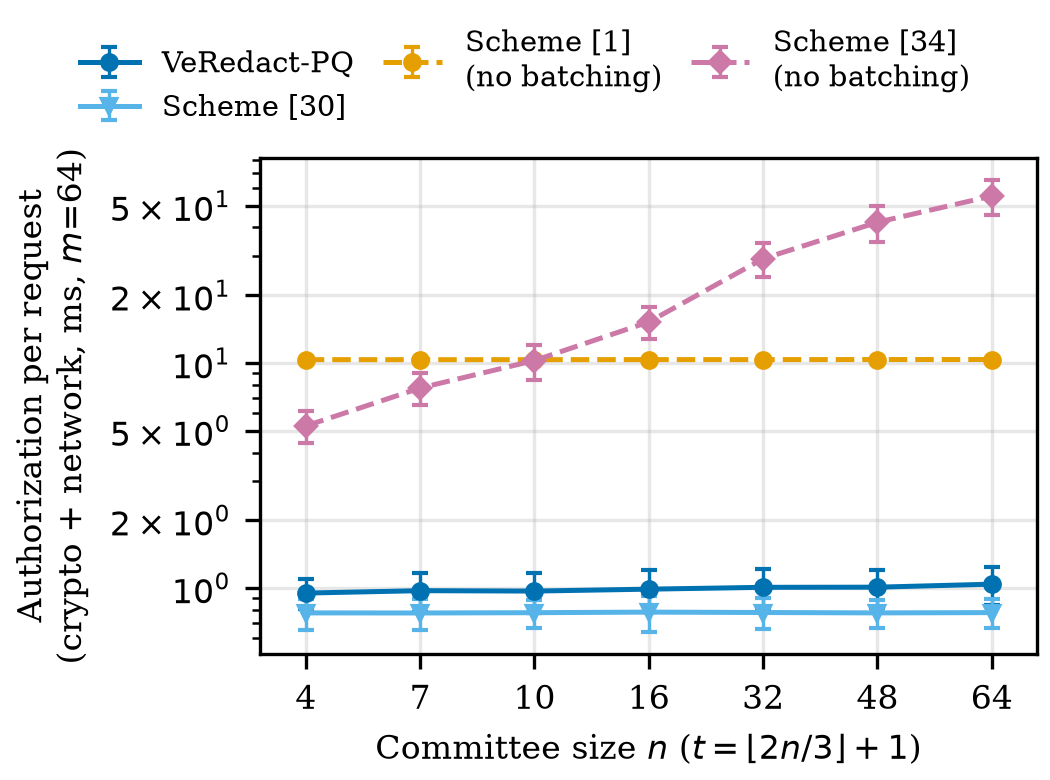 VeRedact-PQ
Scheme [30]
Scheme [1]
(no batching)
Scheme [34]
(no batching)
Authorization per request
(crypto + network, ms, m=64)
5 × 10¹
2 × 10¹
10¹
5 × 10⁰
2 × 10⁰
10⁰
4 7 10 16 32 48 64
Committee size n (t = ⌊2n/3⌋ + 1)